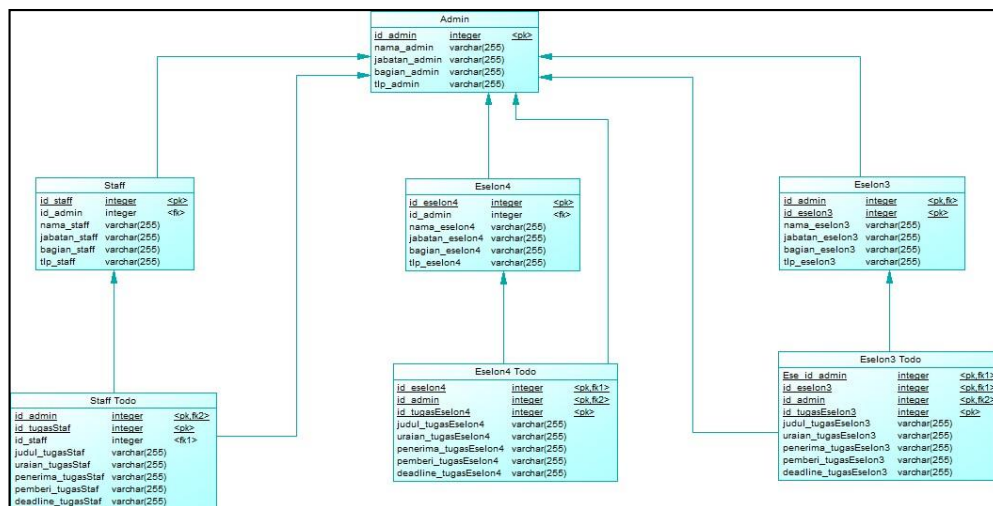 Admin
id_admin integer <pk>
nama_admin varchar(255)
jabatan_admin varchar(255)
bagian_admin varchar(255)
tlp_admin varchar(255)
Staff
id_staff integer <pk>
id_admin integer <fk>
nama_staff varchar(255)
jabatan_staff varchar(255)
bagian_staff varchar(255)
tlp_staff varchar(255)
Eselon4
id_eselon4 integer <pk>
id_admin integer <fk>
nama_eselon4 varchar(255)
jabatan_eselon4 varchar(255)
bagian_eselon4 varchar(255)
tlp_eselon4 varchar(255)
Eselon3
id_admin integer <pk,fk>
id_eselon3 integer <pk>
nama_eselon3 varchar(255)
jabatan_eselon3 varchar(255)
bagian_eselon3 varchar(255)
tlp_eselon3 varchar(255)
Staff Todo
id_admin integer <pk,fk2>
id_tugasStaf integer <pk>
id_staff integer <fk1>
judul_tugasStaf varchar(255)
uraian_tugasStaf varchar(255)
penerima_tugasStaf varchar(255)
pemberi_tugasStaf varchar(255)
deadline_tugasStaf varchar(255)
Eselon4 Todo
id_eselon4 integer <pk,fk1>
id_admin integer <pk,fk2>
id_tugasEselon4 integer <pk>
judul_tugasEselon4 varchar(255)
uraian_tugasEselon4 varchar(255)
penerima_tugasEselon4 varchar(255)
pemberi_tugasEselon4 varchar(255)
deadline_tugasEselon4 varchar(255)
Eselon3 Todo
Ese_id_admin integer <pk,fk1>
id_eselon3 integer <pk,fk1>
id_admin integer <pk,fk2>
id_tugasEselon3 integer <pk>
judul_tugasEselon3 varchar(255)
uraian_tugasEselon3 varchar(255)
penerima_tugasEselon3 varchar(255)
pemberi_tugasEselon3 varchar(255)
deadline_tugasEselon3 varchar(255)